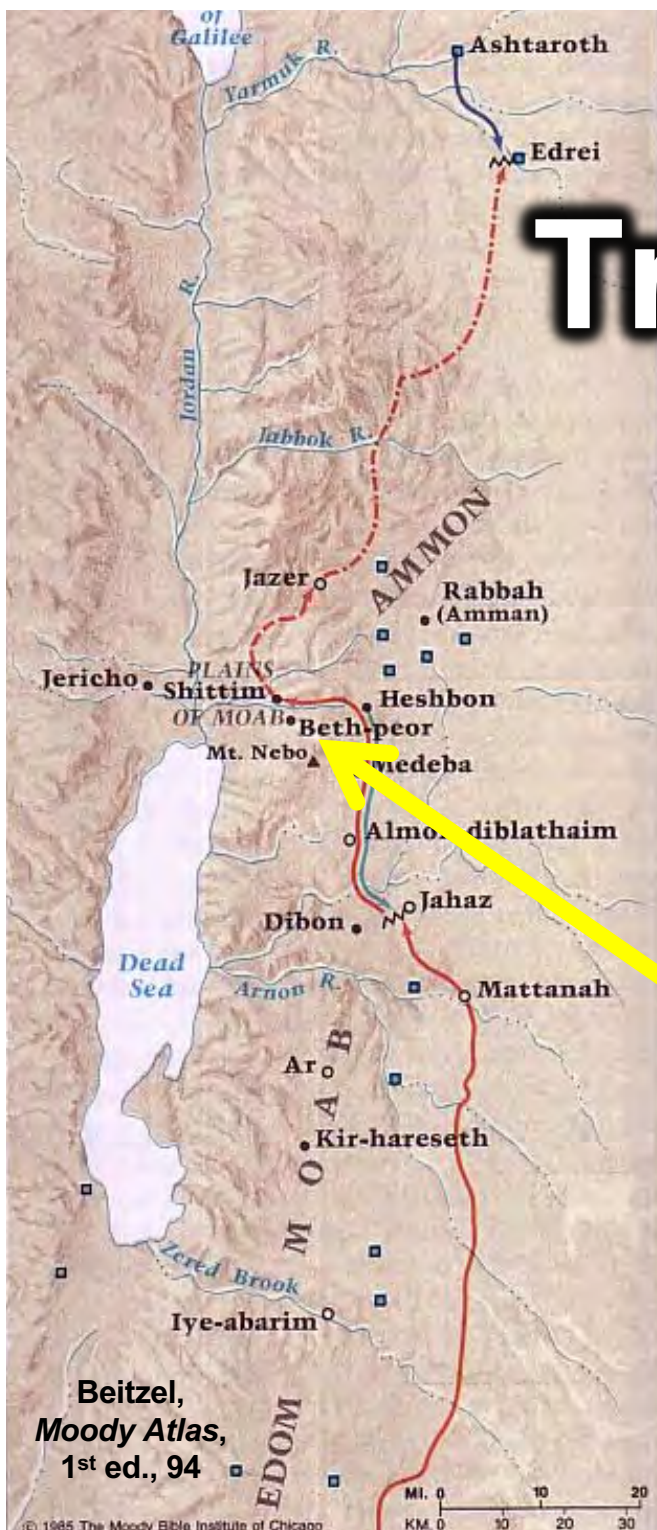 of
Galilee
Ashtaroth
Yarmuk R.
Edrei
Tr
Jordan
R.
Jabbok R.
AMMON
Jazer
Rabbah
(Amman)
PLAINS
Jericho
Shittim
Heshbon
OF MOAB
Beth-peor
Mt. Nebo
Medeba
Almon-diblathaim
Jahaz
Dibon
Dead
Sea
Arnon R.
Mattanah
Ar
MOAB
Kir-hareseth
Zered Brook
Iye-abarim
EDOM
Beitzel,
Moody Atlas,
1st ed., 94
MI. 0 10 20
KM. 0 10 20 30
© 1985 The Moody Bible Institute of Chicago